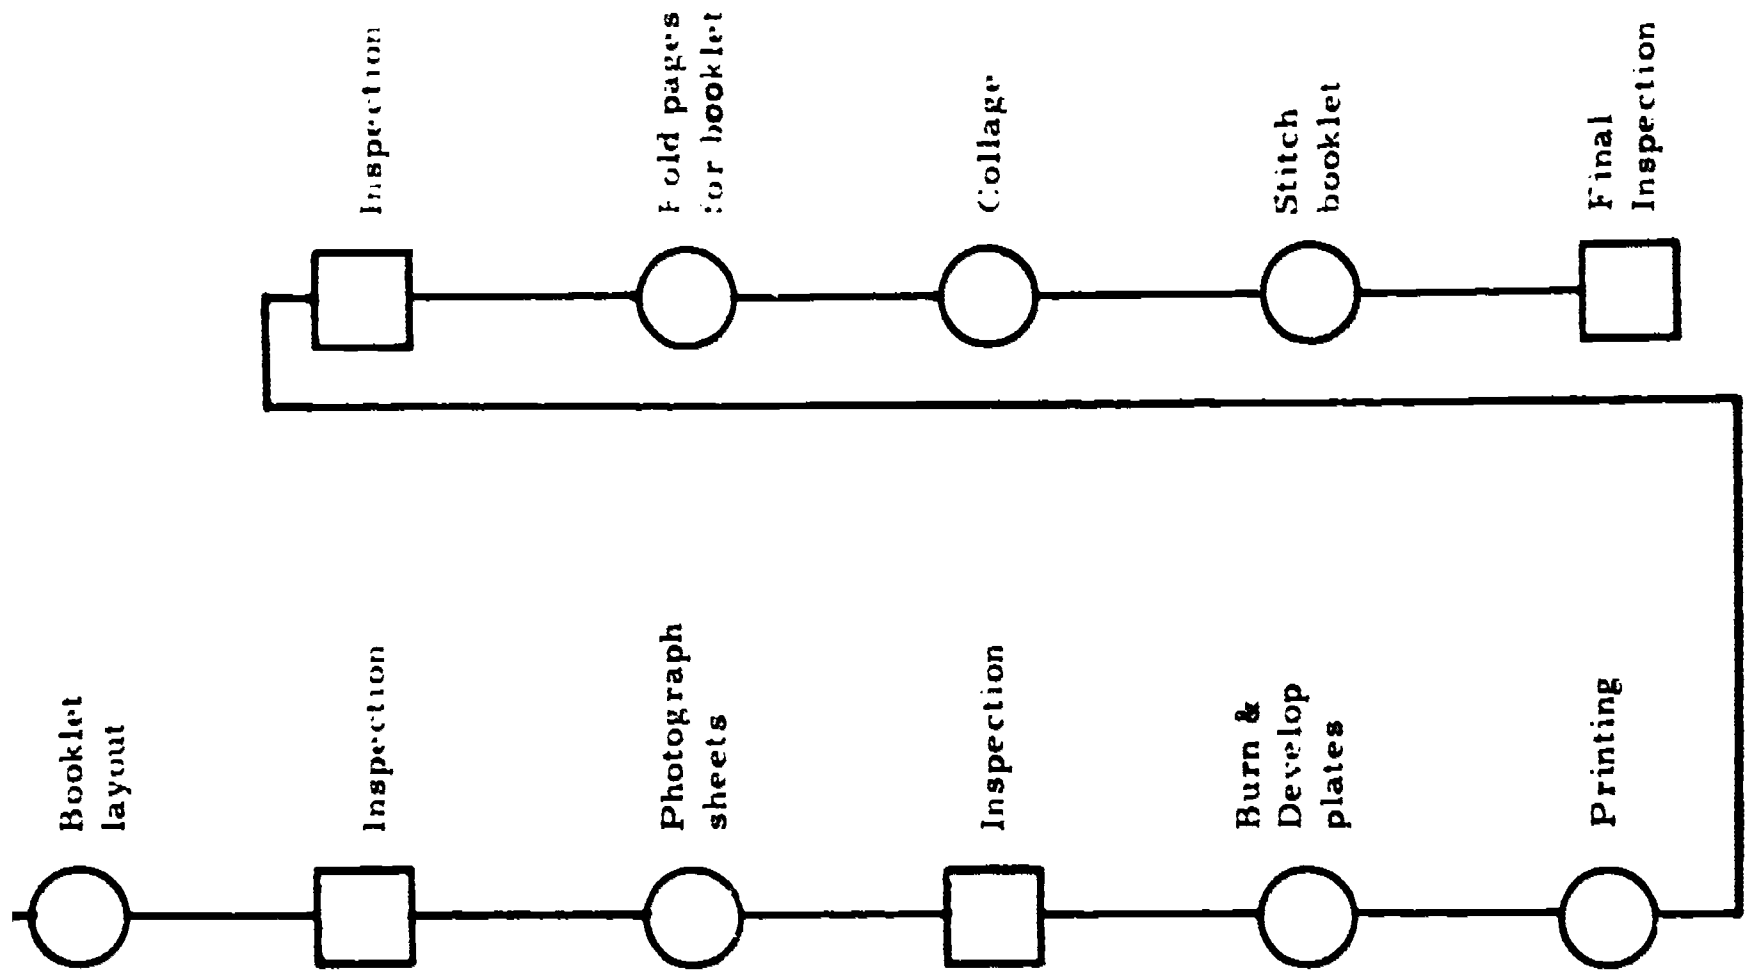 Booklet
layout
Inspection
Photograph
sheets
Inspection
Burn &
Develop
plates
Printing
Inspection
Fold pages
for booklet
Collage
Stitch
booklet
Final
Inspection